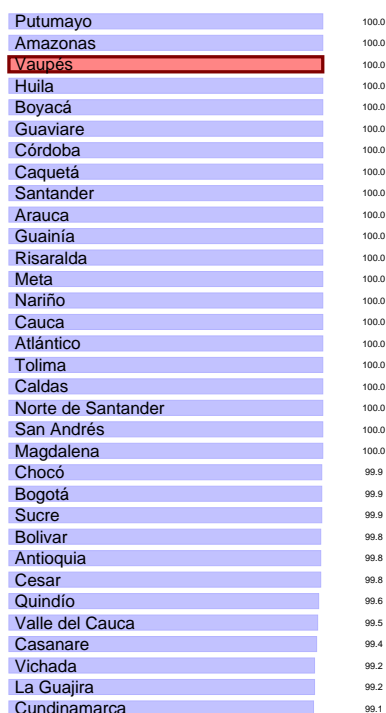 Putumayo 100.0
Amazonas 100.0
Vaupés 100.0
Huila 100.0
Boyacá 100.0
Guaviare 100.0
Córdoba 100.0
Caquetá 100.0
Santander 100.0
Arauca 100.0
Guainía 100.0
Risaralda 100.0
Meta 100.0
Nariño 100.0
Cauca 100.0
Atlántico 100.0
Tolima 100.0
Caldas 100.0
Norte de Santander 100.0
San Andrés 100.0
Magdalena 100.0
Chocó 99.9
Bogotá 99.9
Sucre 99.9
Bolivar 99.8
Antioquia 99.8
Cesar 99.8
Quindío 99.6
Valle del Cauca 99.5
Casanare 99.4
Vichada 99.2
La Guajira 99.2
Cundinamarca 99.1